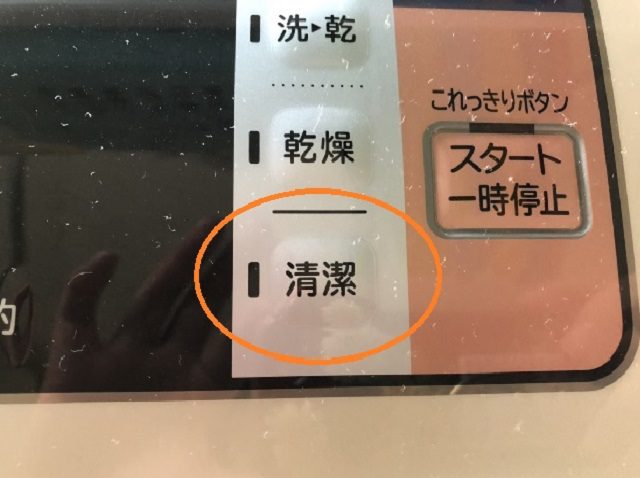 洗▸乾
乾燥
清潔
これっきりボタン
スタート
一時停止
約